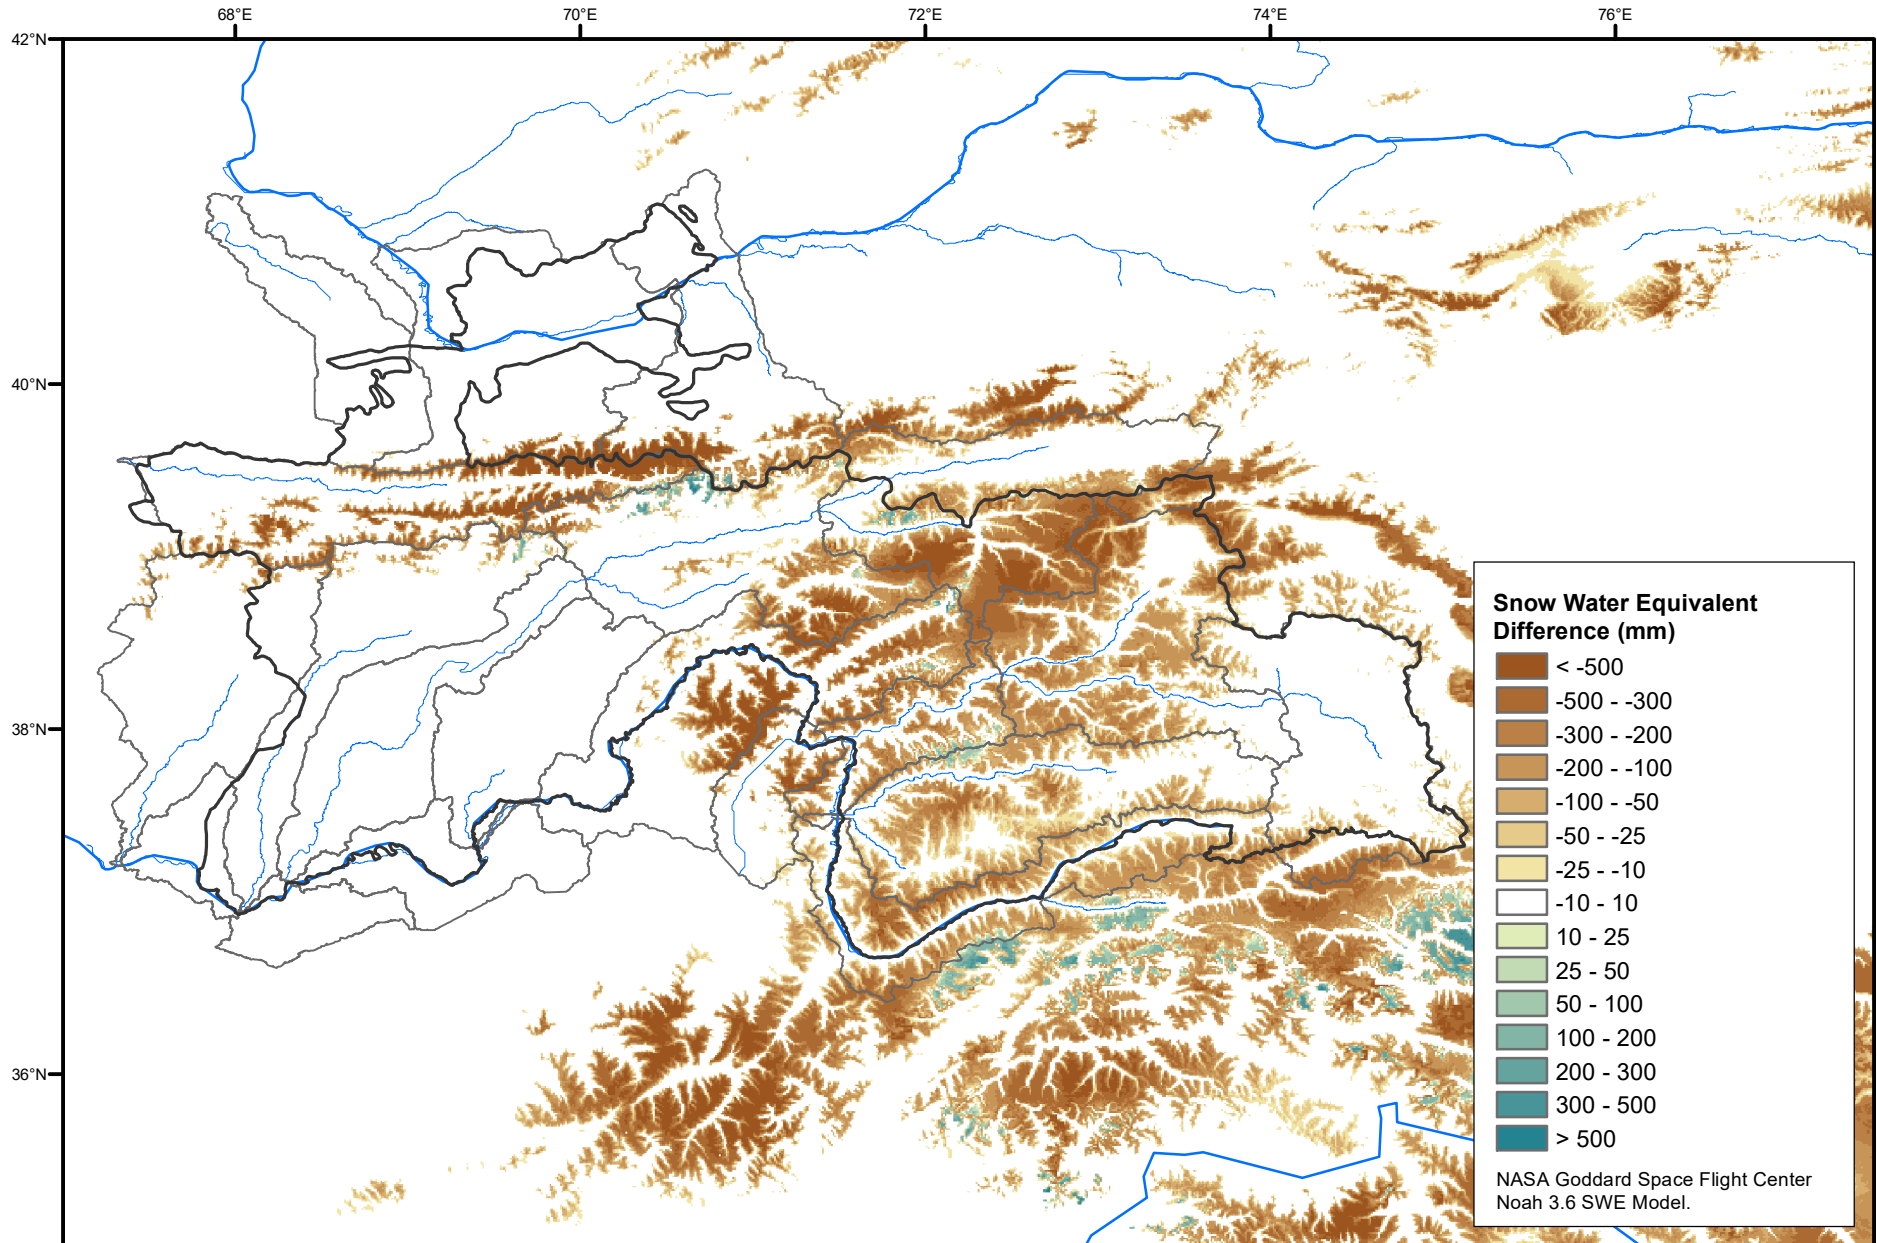 68°E
70°E
72°E
74°E
76°E
42°N
40°N
38°N
36°N
Snow Water Equivalent
Difference (mm)
< -500
-500 - -300
-300 - -200
-200 - -100
-100 - -50
-50 - -25
-25 - -10
-10 - 10
10 - 25
25 - 50
50 - 100
100 - 200
200 - 300
300 - 500
> 500
NASA Goddard Space Flight Center
Noah 3.6 SWE Model.